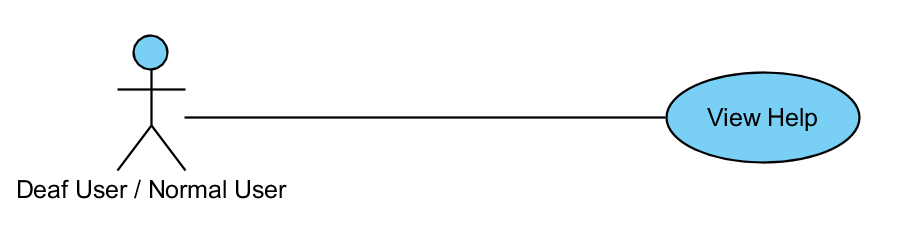 View Help
Deaf User / Normal User